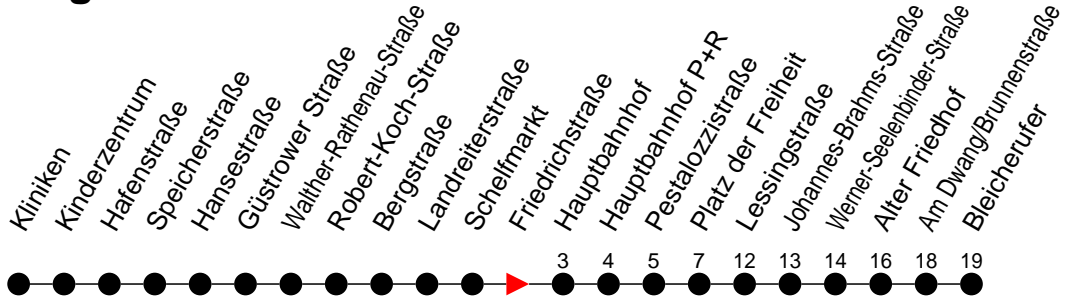 Kliniken
Kinderzentrum
Hafenstraße
Speicherstraße
Hansestraße
Güstrower Straße
Walther-Rathenau-Straße
Robert-Koch-Straße
Bergstraße
Landreiterstraße
Schelfmarkt
Friedrichstraße
Hauptbahnhof
Hauptbahnhof P+R
Pestalozzistraße
Platz der Freiheit
Lessingstraße
Johannes-Brahms-Straße
Werner-Seelenbinder-Straße
Alter Friedhof
Am Dwang/Brunnenstraße
Bleicherufer
3 4 5 7 12 13 14 16 18 19